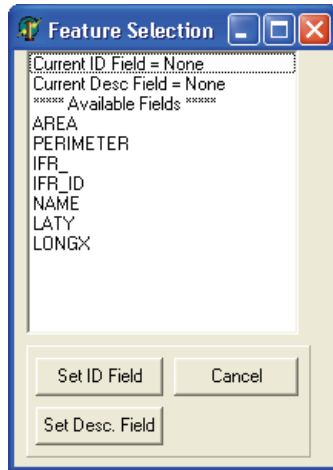 Feature Selection
Current ID Field = None
Current Desc Field = None
***** Available Fields *****
AREA
PERIMETER
IFR_
IFR_ID
NAME
LATY
LONGX
Set ID Field
Cancel
Set Desc. Field